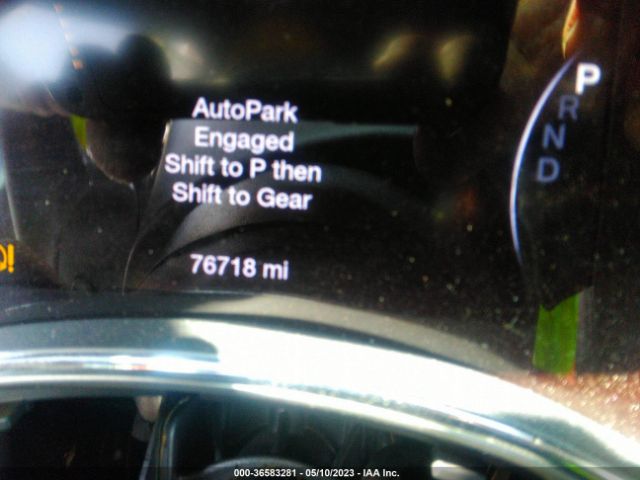 AutoPark
Engaged
Shift to P then
Shift to Gear
76718 mi
P
R
N
D
!
000-36583281 - 05/10/2023 - IAA Inc.